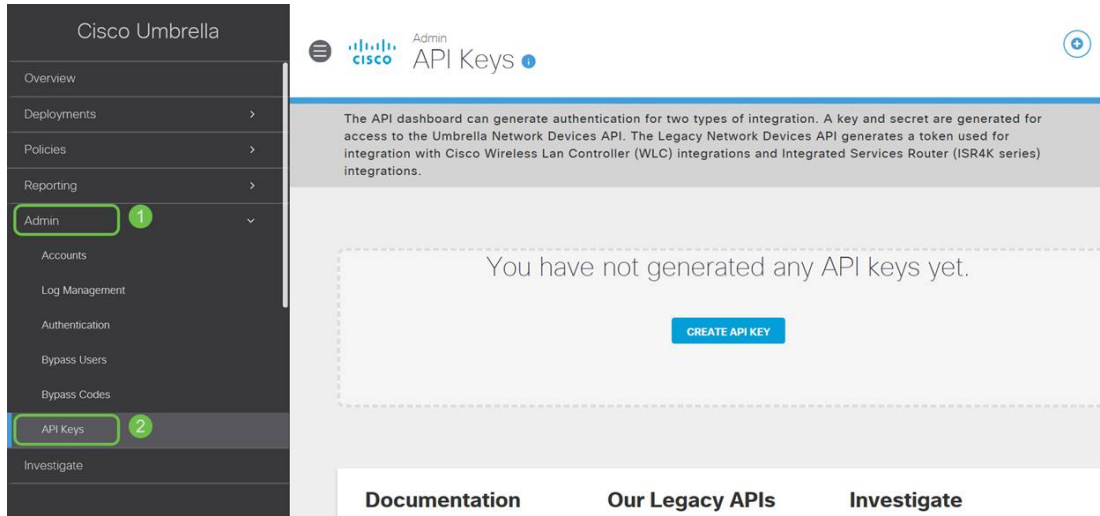 Cisco Umbrella
Overview
Deployments
Policies
Reporting
Admin 1
Accounts
Log Management
Authentication
Bypass Users
Bypass Codes
API Keys 2
Investigate
CISCO
Admin
API Keys
The API dashboard can generate authentication for two types of integration. A key and secret are generated for
access to the Umbrella Network Devices API. The Legacy Network Devices API generates a token used for
integration with Cisco Wireless Lan Controller (WLC) integrations and Integrated Services Router (ISR4K series)
integrations.
You have not generated any API keys yet.
CREATE API KEY
Documentation
Our Legacy APIs
Investigate